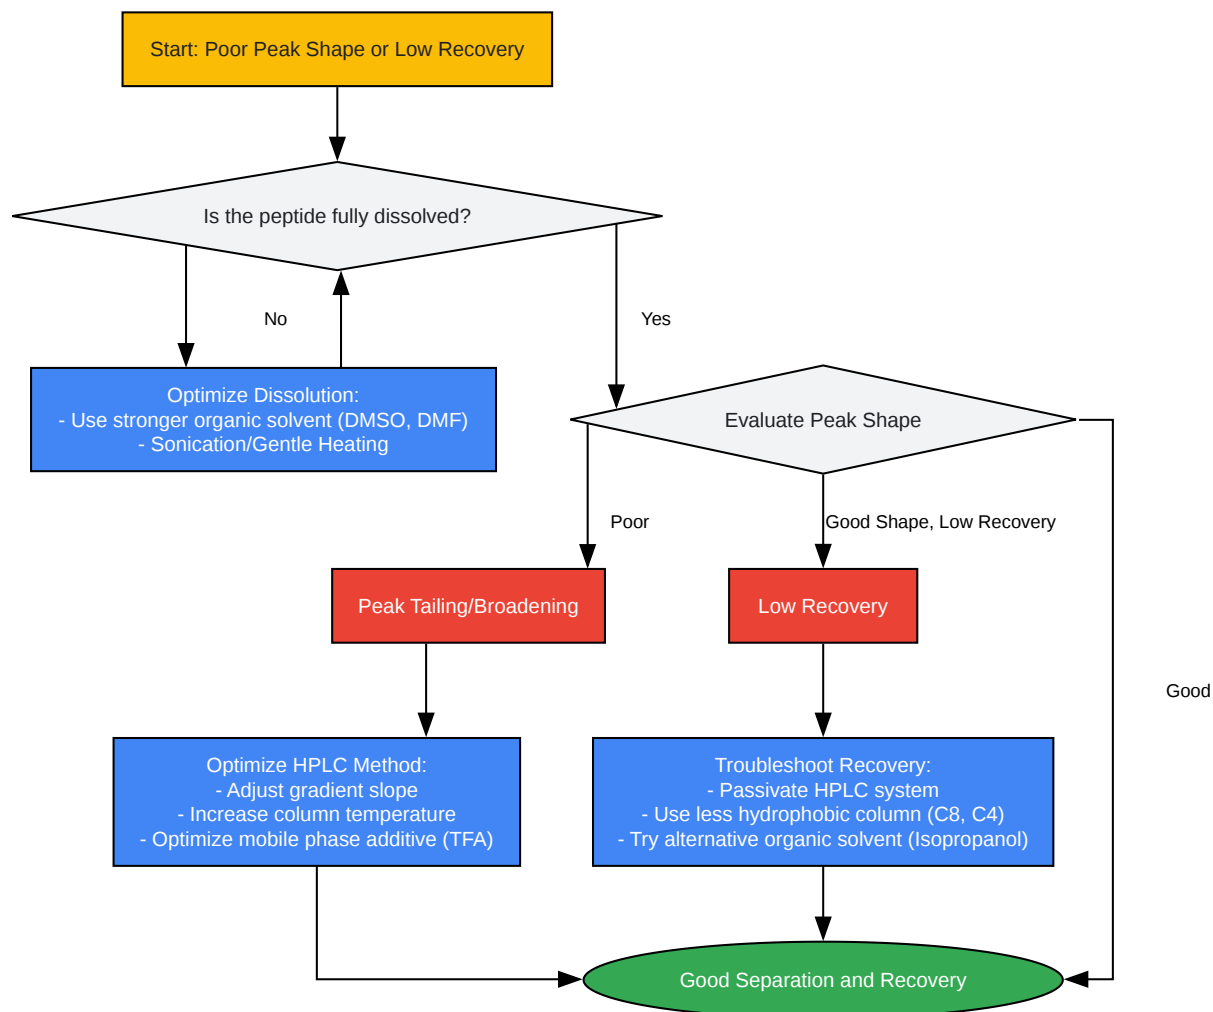 Start: Poor Peak Shape or Low Recovery
Is the peptide fully dissolved?
No
Yes
Optimize Dissolution:
- Use stronger organic solvent (DMSO, DMF)
- Sonication/Gentle Heating
Evaluate Peak Shape
Poor
Good Shape, Low Recovery
Peak Tailing/Broadening
Low Recovery
Good
Optimize HPLC Method:
- Adjust gradient slope
- Increase column temperature
- Optimize mobile phase additive (TFA)
Troubleshoot Recovery:
- Passivate HPLC system
- Use less hydrophobic column (C8, C4)
- Try alternative organic solvent (Isopropanol)
Good Separation and Recovery